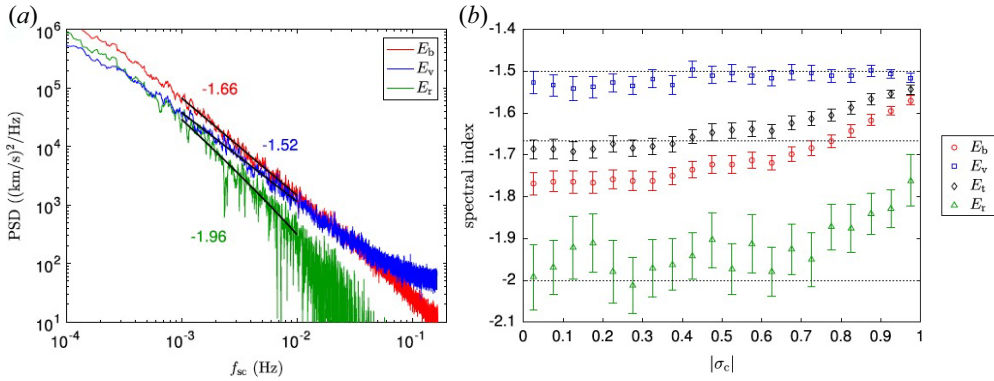 (a)
10^6
10^5
10^4
10^3
10^2
10^1
PSD ((km/s)^2/Hz)
10^-4
10^-3
10^-2
10^-1
f_sc (Hz)
-1.66
-1.52
-1.96
E_b
E_v
E_r
(b)
-1.4
-1.5
-1.6
-1.7
-1.8
-1.9
-2
-2.1
spectral index
0 0.1 0.2 0.3 0.4 0.5 0.6 0.7 0.8 0.9 1
|σ_c|
E_b
E_v
E_t
E_r